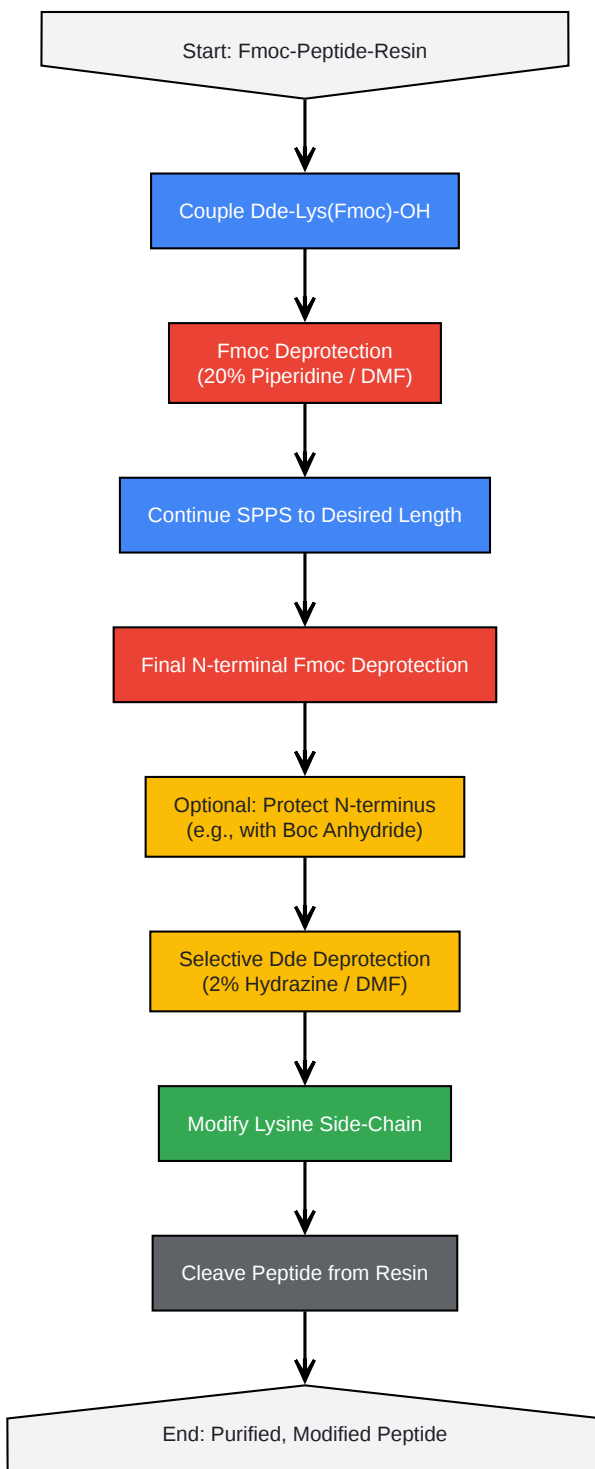 Start: Fmoc-Peptide-Resin
Couple Dde-Lys(Fmoc)-OH
Fmoc Deprotection
(20% Piperidine / DMF)
Continue SPPS to Desired Length
Final N-terminal Fmoc Deprotection
Optional: Protect N-terminus
(e.g., with Boc Anhydride)
Selective Dde Deprotection
(2% Hydrazine / DMF)
Modify Lysine Side-Chain
Cleave Peptide from Resin
End: Purified, Modified Peptide